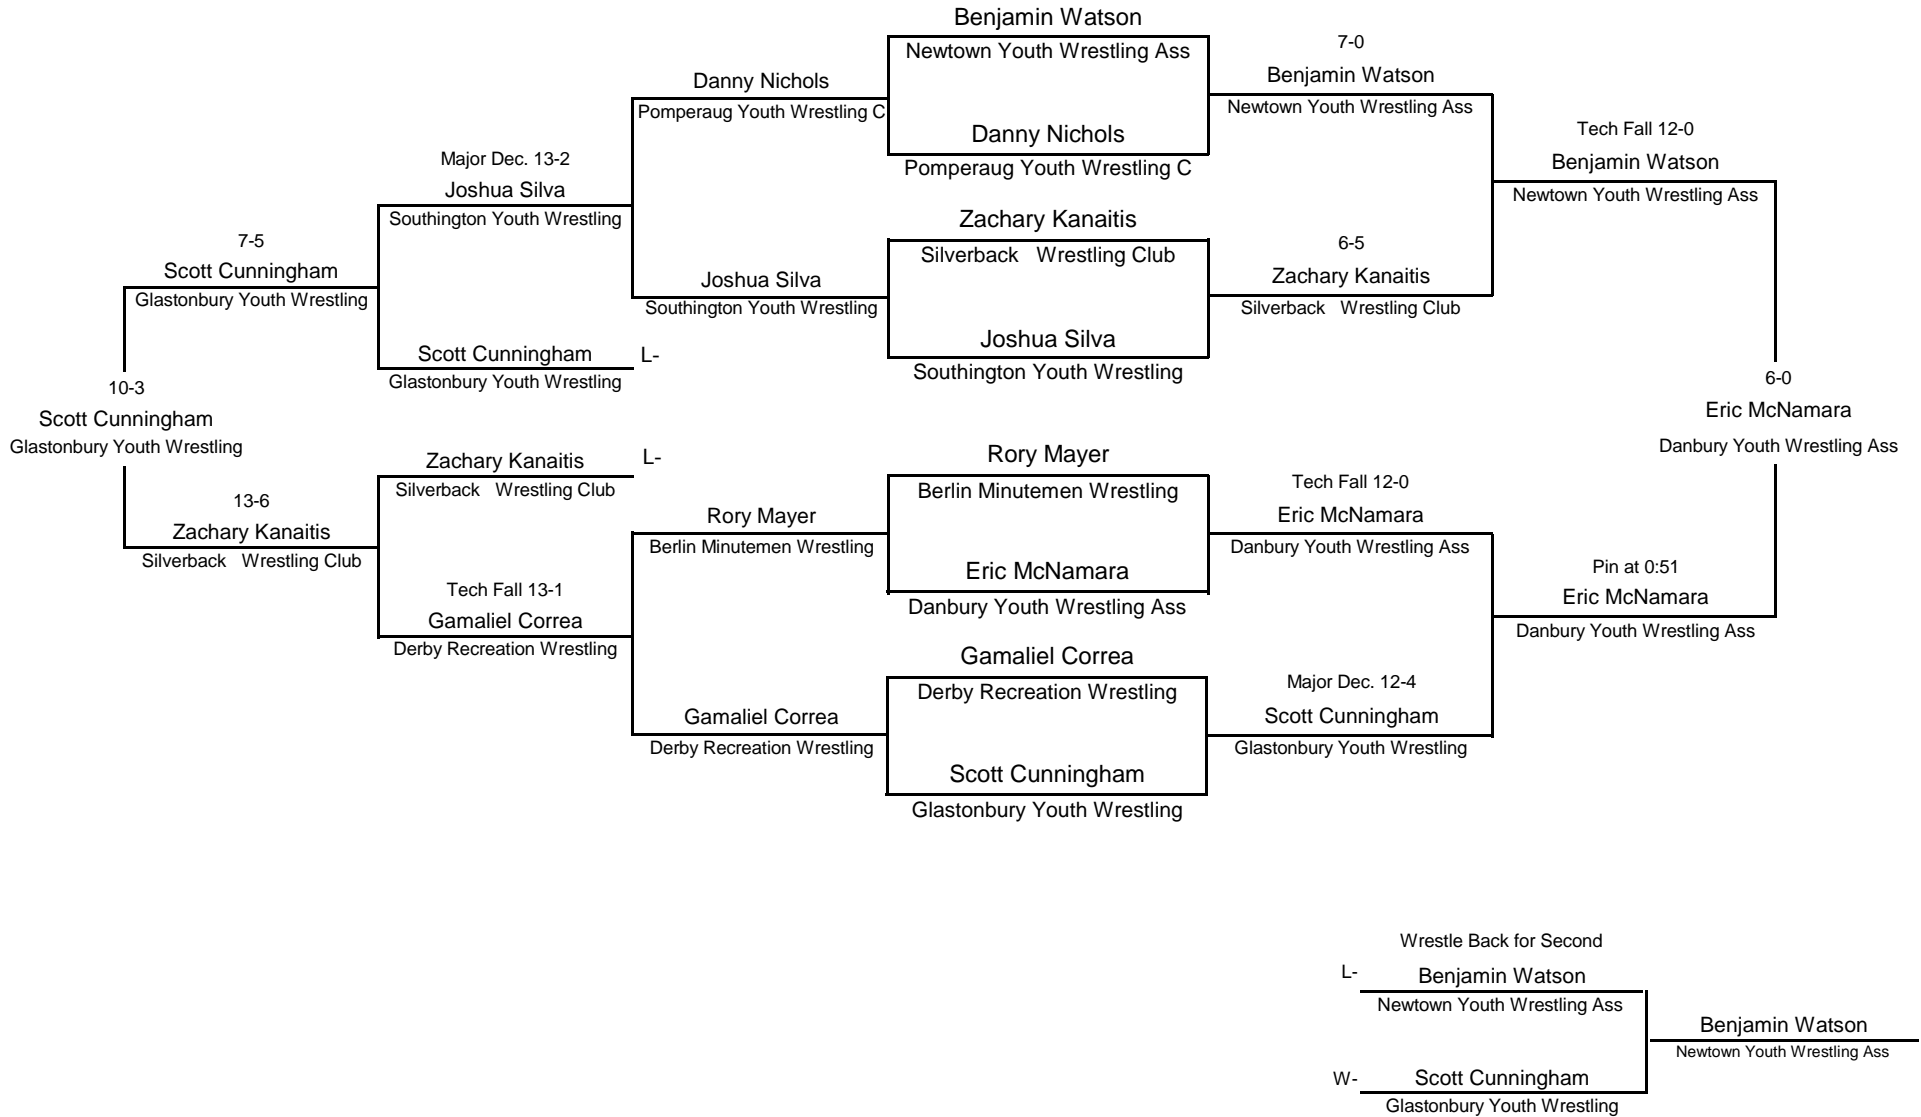 Benjamin Watson
Newtown Youth Wrestling Ass
7-0
Danny Nichols
Benjamin Watson
Pomperaug Youth Wrestling C
Newtown Youth Wrestling Ass
Danny Nichols
Tech Fall 12-0
Major Dec. 13-2
Pomperaug Youth Wrestling C
Benjamin Watson
Joshua Silva
Newtown Youth Wrestling Ass
Southington Youth Wrestling
Zachary Kanaitis
7-5
Silverback Wrestling Club
6-5
Scott Cunningham
Joshua Silva
Zachary Kanaitis
Glastonbury Youth Wrestling
Southington Youth Wrestling
Silverback Wrestling Club
Joshua Silva
Scott Cunningham L-
Southington Youth Wrestling
Glastonbury Youth Wrestling
10-3
6-0
Scott Cunningham
Eric McNamara
Glastonbury Youth Wrestling
Danbury Youth Wrestling Ass
Zachary Kanaitis L-
Rory Mayer
Silverback Wrestling Club
Berlin Minutemen Wrestling
13-6
Tech Fall 12-0
Zachary Kanaitis
Rory Mayer
Eric McNamara
Silverback Wrestling Club
Berlin Minutemen Wrestling
Danbury Youth Wrestling Ass
Eric McNamara
Pin at 0:51
Tech Fall 13-1
Danbury Youth Wrestling Ass
Eric McNamara
Gamaliel Correa
Danbury Youth Wrestling Ass
Derby Recreation Wrestling
Gamaliel Correa
Derby Recreation Wrestling
Major Dec. 12-4
Gamaliel Correa
Scott Cunningham
Derby Recreation Wrestling
Glastonbury Youth Wrestling
Scott Cunningham
Glastonbury Youth Wrestling
Wrestle Back for Second
L- Benjamin Watson
Newtown Youth Wrestling Ass
Benjamin Watson
Newtown Youth Wrestling Ass
W- Scott Cunningham
Glastonbury Youth Wrestling